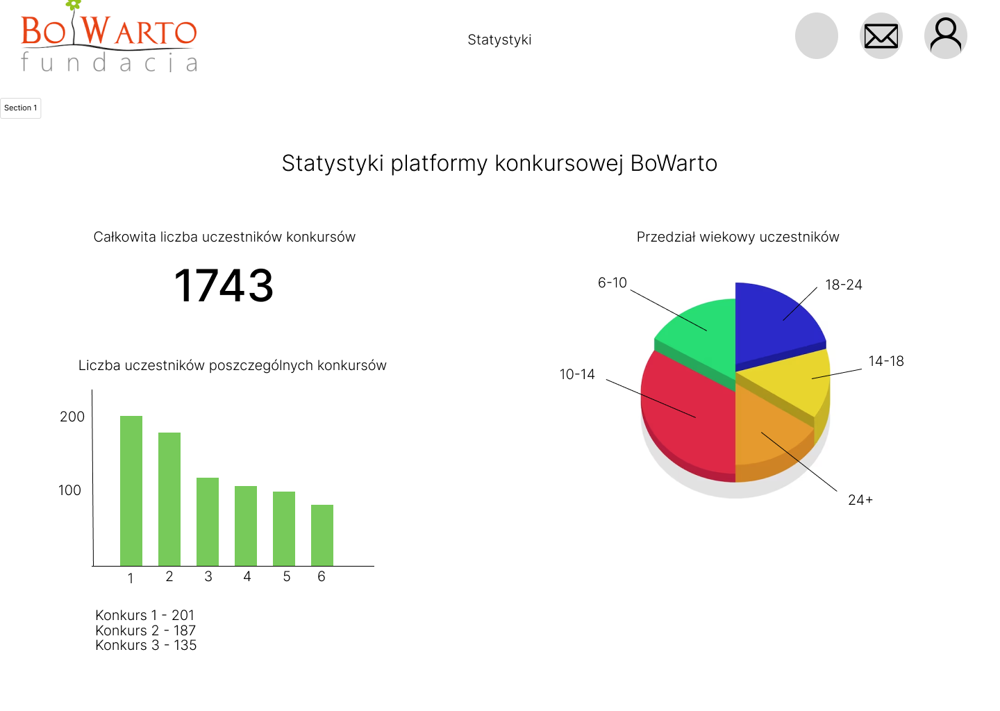 BoWarto
fundacja
Statystyki
Section 1
Statystyki platformy konkursowej BoWarto
Całkowita liczba uczestników konkursów
1743
Liczba uczestników poszczególnych konkursów
200
100
1 2 3 4 5 6
Konkurs 1 - 201
Konkurs 2 - 187
Konkurs 3 - 135
Przedział wiekowy uczestników
6-10
18-24
10-14
14-18
24+